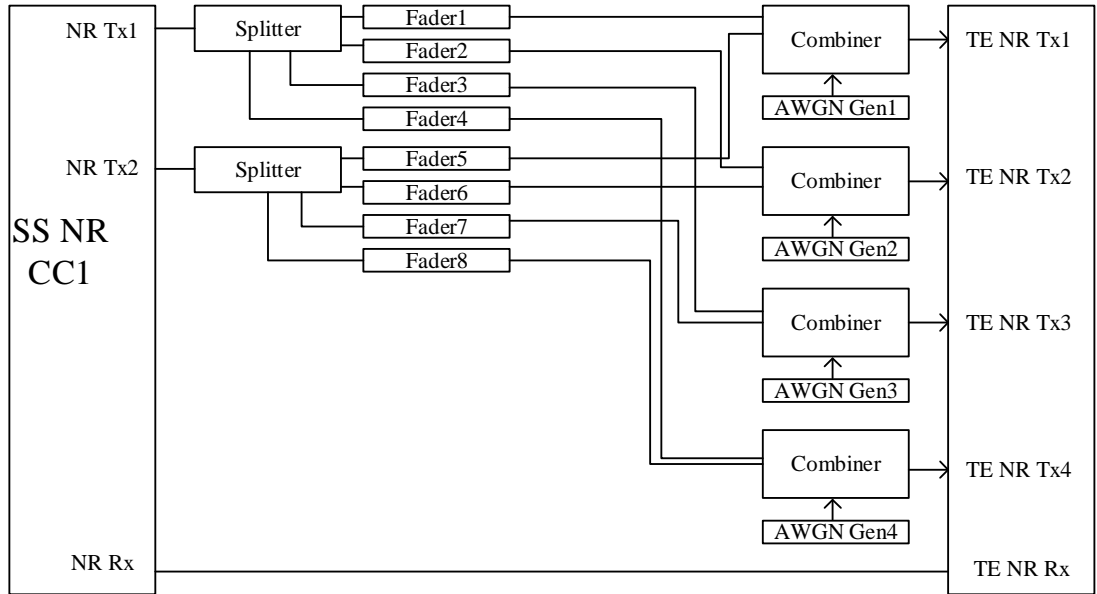 NR Tx1
Splitter
Fader1
Fader2
Fader3
Fader4
Combiner
AWGN Gen1
TE NR Tx1
NR Tx2
Splitter
Fader5
Fader6
Fader7
Fader8
Combiner
AWGN Gen2
TE NR Tx2
SS NR
CC1
Combiner
AWGN Gen3
TE NR Tx3
Combiner
AWGN Gen4
TE NR Tx4
NR Rx
TE NR Rx